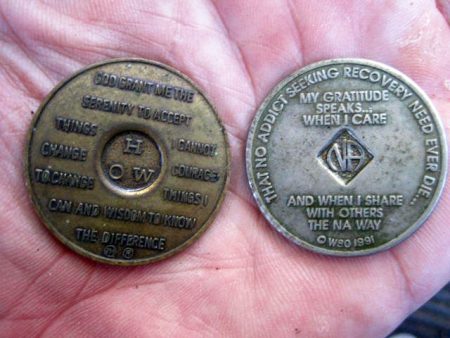 GOD GRANT ME THE
SERENITY TO ACCEPT
THINGS I CANNOT
CHANGE COURAGE
TO CHANGE THINGS I
CAN AND WISDOM TO KNOW
THE DIFFERENCE
H
OW
THAT NO ADDICT SEEKING RECOVERY NEED EVER DIE...
MY GRATITUDE
SPEAKS...
WHEN I CARE
NA
AND WHEN I SHARE
WITH OTHERS
THE NA WAY
© WSO 1991